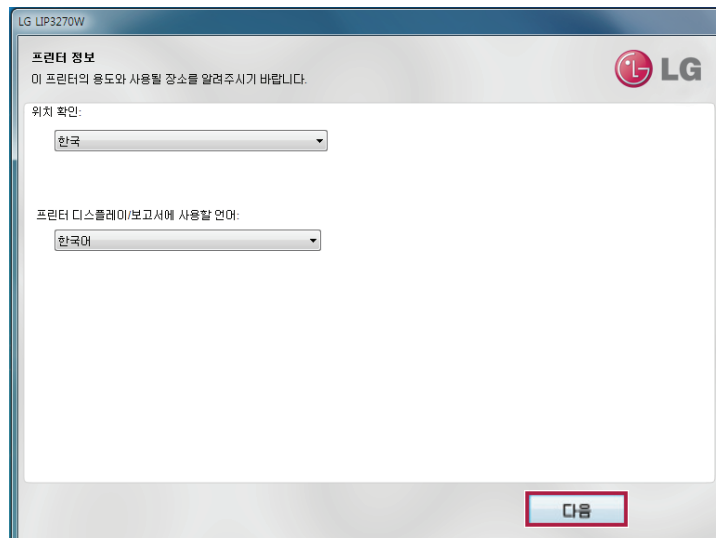 LG LIP3270W
프린터 정보
이 프린터의 용도와 사용될 장소를 알려주시기 바랍니다.
LG
위치 확인:
한국
프린터 디스플레이/보고서에 사용할 언어:
한국어
다음